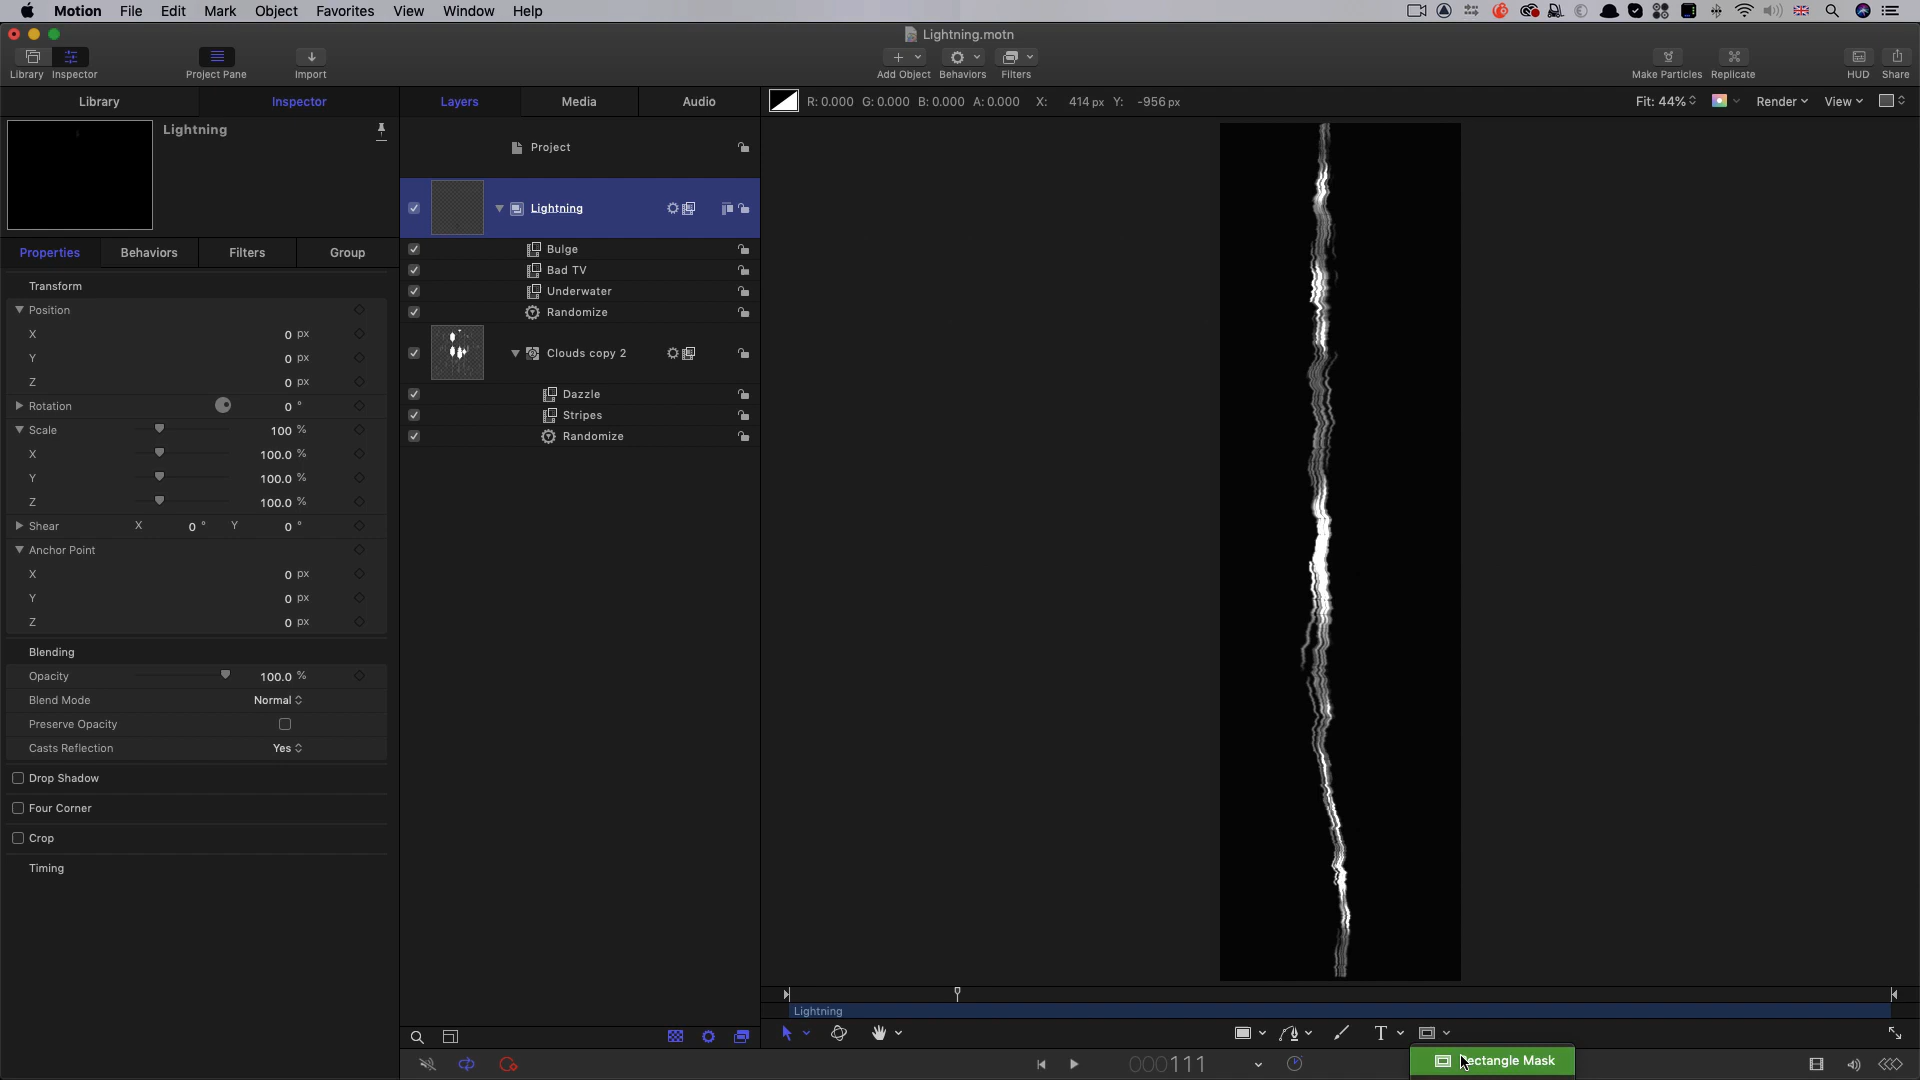 Motion File Edit Mark Object Favorites View Window Help
Lightning.motn
Library Inspector Project Pane Import Add Object Behaviors Filters Make Particles Replicate HUD Share
Library Inspector Layers Media Audio R: 0.000 G: 0.000 B: 0.000 A: 0.000 X: 414 px Y: -956 px Fit: 44% Render View
Lightning
Project
Lightning
Properties Behaviors Filters Group
Bulge
Bad TV
Underwater
Randomize
Clouds copy 2
Dazzle
Stripes
Randomize
Transform
Position
X 0 px
Y 0 px
Z 0 px
Rotation 0 °
Scale 100 %
X 100.0 %
Y 100.0 %
Z 100.0 %
Shear X 0 ° Y 0 °
Anchor Point
X 0 px
Y 0 px
Z 0 px
Blending
Opacity 100.0 %
Blend Mode Normal
Preserve Opacity
Casts Reflection Yes
Drop Shadow
Four Corner
Crop
Timing
Lightning
T
000111
ectangle Mask